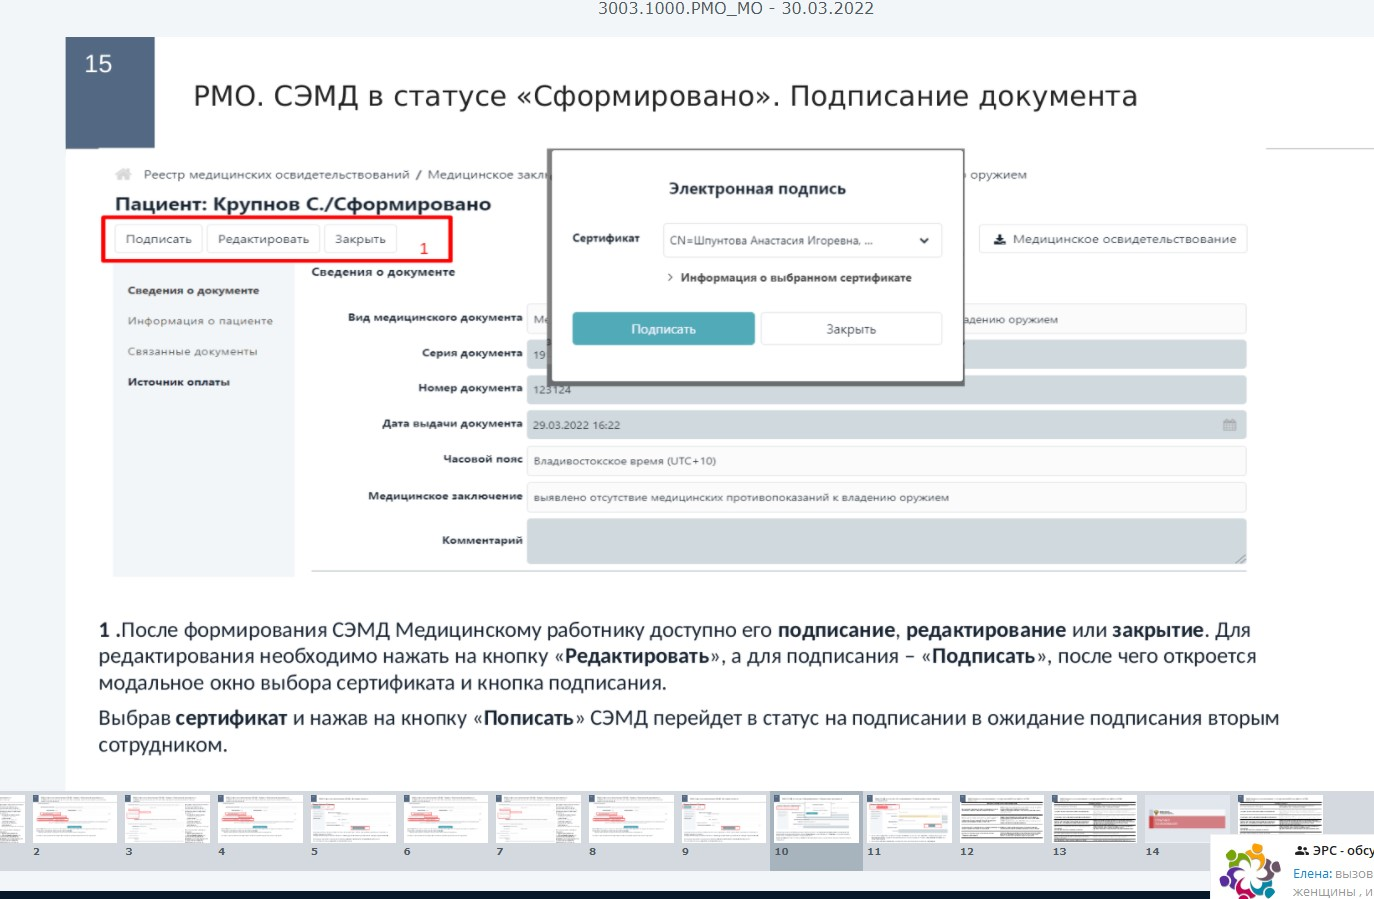 3003.1000.РМО_МО - 30.03.2022
15
РМО. СЭМД в статусе «Сформировано». Подписание документа
Реестр медицинских освидетельствований / Медицинское закл
оружием
Пациент: Крупнов С./Сформировано
Подписать
Редактировать
Закрыть
1
Медицинское освидетельствование
Электронная подпись
Сертификат
CN=Шпунтова Анастасия Игоревна, ...
Информация о выбранном сертификате
Подписать
Закрыть
Сведения о документе
Информация о пациенте
Связанные документы
Источник оплаты
Сведения о документе
Вид медицинского документа
Ме
адению оружием
Серия документа
19
Номер документа
123124
Дата выдачи документа
29.03.2022 16:22
Часовой пояс
Владивостокское время (UTC+10)
Медицинское заключение
выявлено отсутствие медицинских противопоказаний к владению оружием
Комментарий
1 .После формирования СЭМД Медицинскому работнику доступно его подписание, редактирование или закрытие. Для
редактирования необходимо нажать на кнопку «Редактировать», а для подписания – «Подписать», после чего откроется
модальное окно выбора сертификата и кнопка подписания.
Выбрав сертификат и нажав на кнопку «Пописать» СЭМД перейдет в статус на подписании в ожидание подписания вторым
сотрудником.
2
3
4
5
6
7
8
9
10
11
12
13
14
ЭРС - обсу
Елена: вызов
женщины , и